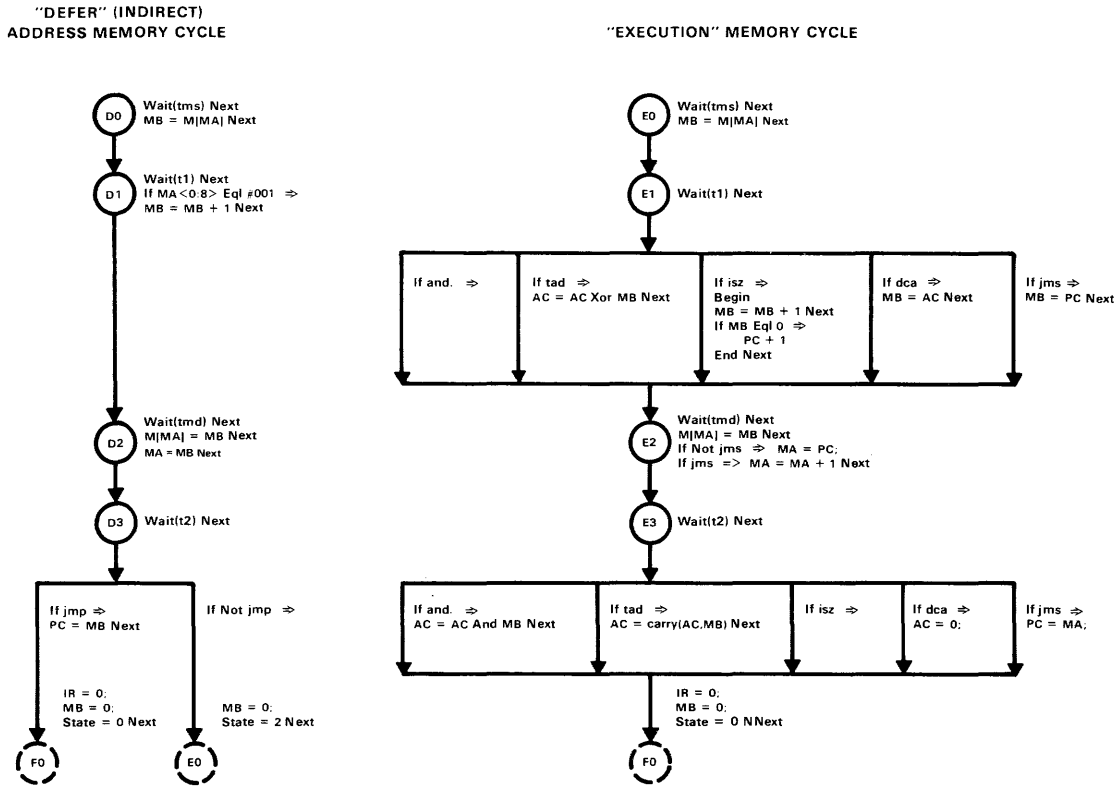 "DEFER" (INDIRECT)
ADDRESS MEMORY CYCLE
D0
Wait(tms) Next
MB = M|MA| Next
D1
Wait(t1) Next
If MA<0:8> Eql #001 ⇒
MB = MB + 1 Next
D2
Wait(tmd) Next
M|MA| = MB Next
MA = MB Next
D3
Wait(t2) Next
If jmp ⇒
PC = MB Next
If Not jmp ⇒
IR = 0;
MB = 0;
State = 0 Next
MB = 0;
State = 2 Next
F0
E0
"EXECUTION" MEMORY CYCLE
E0
Wait(tms) Next
MB = M|MA| Next
E1
Wait(t1) Next
If and. ⇒
If tad ⇒
AC = AC Xor MB Next
If isz ⇒
Begin
MB = MB + 1 Next
If MB Eql 0 ⇒
PC + 1
End Next
If dca ⇒
MB = AC Next
If jms ⇒
MB = PC Next
E2
Wait(tmd) Next
M|MA| = MB Next
If Not jms ⇒ MA = PC;
If jms => MA = MA + 1 Next
E3
Wait(t2) Next
If and. ⇒
AC = AC And MB Next
If tad ⇒
AC = carry(AC,MB) Next
If isz ⇒
If dca ⇒
AC = 0;
If jms ⇒
PC = MA;
IR = 0;
MB = 0;
State = 0 NNext
F0